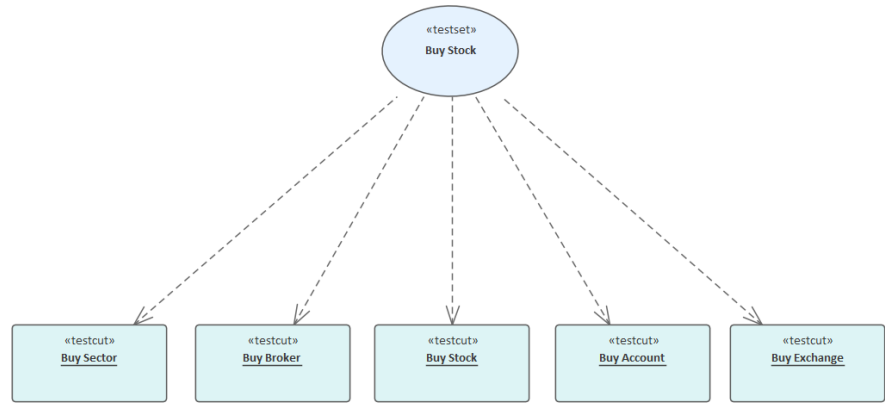 «testset»
Buy Stock
«testcut»
Buy Sector
«testcut»
Buy Broker
«testcut»
Buy Stock
«testcut»
Buy Account
«testcut»
Buy Exchange